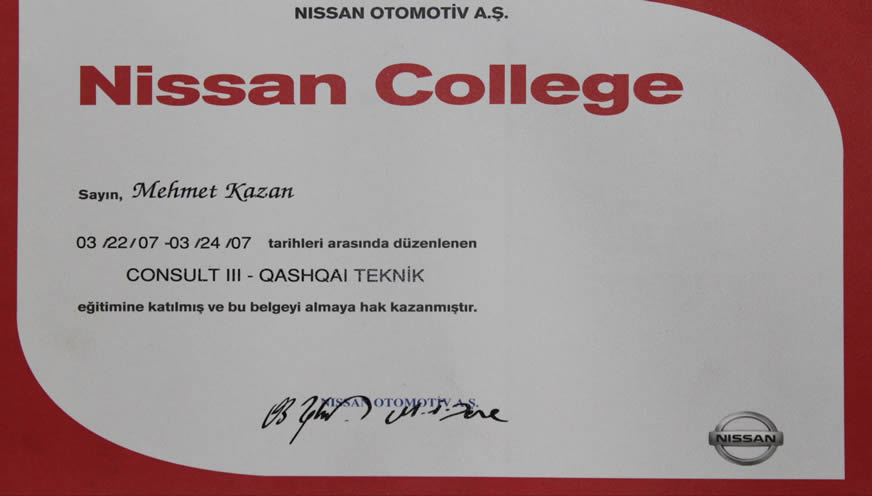 NISSAN OTOMOTİV A.Ş.
Nissan College
Sayın, Mehmet Kazan
03 /22/07 -03 /24 /07 tarihleri arasında düzenlenen
CONSULT III - QASHQAI TEKNİK
eğitimine katılmış ve bu belgeyi almaya hak kazanmıştır.
NISSAN OTOMOTİV A.Ş.
NISSAN